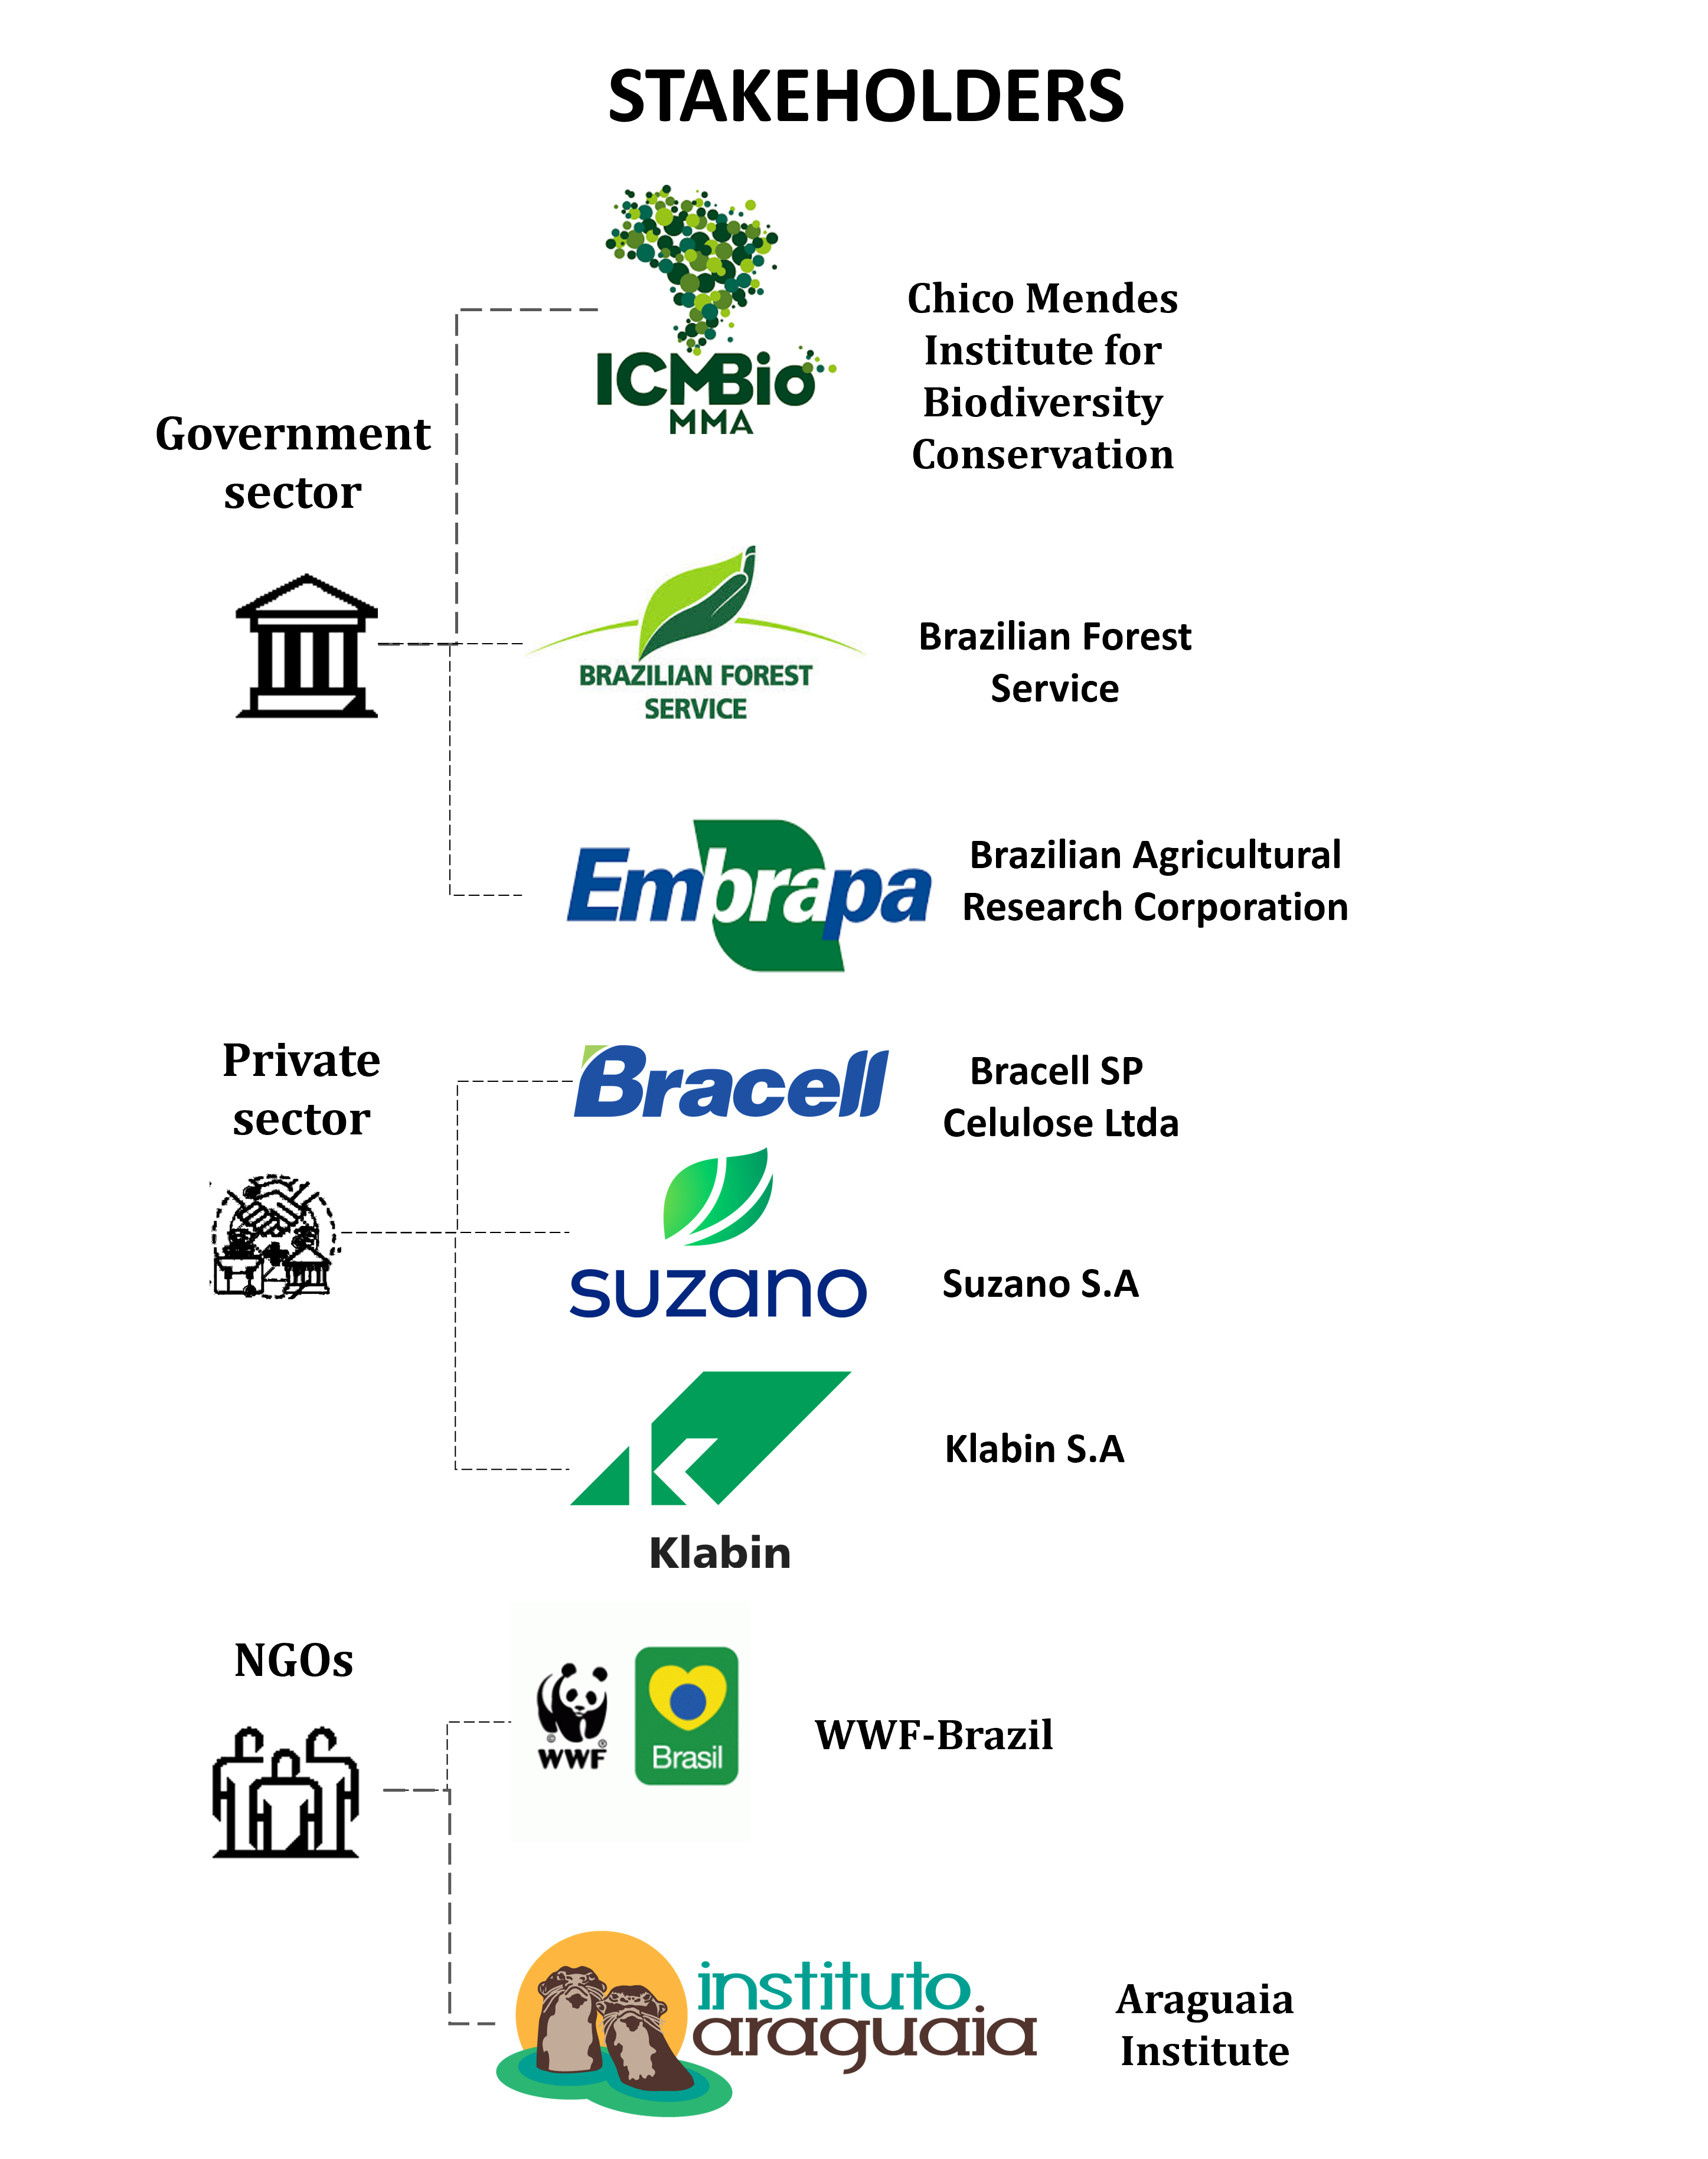 STAKEHOLDERS
Government
sector
ICMBio
MMA
Chico Mendes
Institute for
Biodiversity
Conservation
BRAZILIAN FOREST
SERVICE
Brazilian Forest
Service
Embrapa
Brazilian Agricultural
Research Corporation
Private
sector
Bracell
Bracell SP
Celulose Ltda
suzano
Suzano S.A
Klabin
Klabin S.A
NGOs
©
WWF®
Brasil
WWF-Brazil
instituto
araguaia
Araguaia
Institute